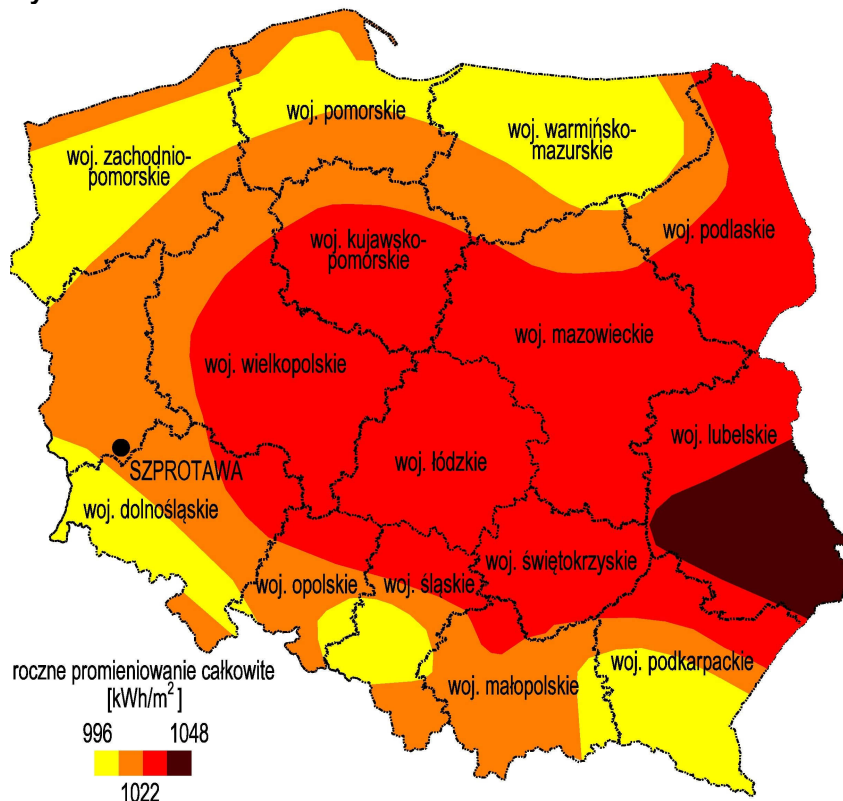 woj. pomorskie
woj. warmińsko-
mazurskie
woj. zachodnio-
pomorskie
woj. podlaskie
woj. kujawsko-
pomorskie
woj. mazowieckie
woj. wielkopolskie
woj. lubelskie
woj. łódzkie
SZPROTAWA
woj. dolnośląskie
woj. świętokrzyskie
woj. opolskie
woj. śląskie
woj. podkarpackie
woj. małopolskie
roczne promieniowanie całkowite
[kWh/m²]
996 1048
1022